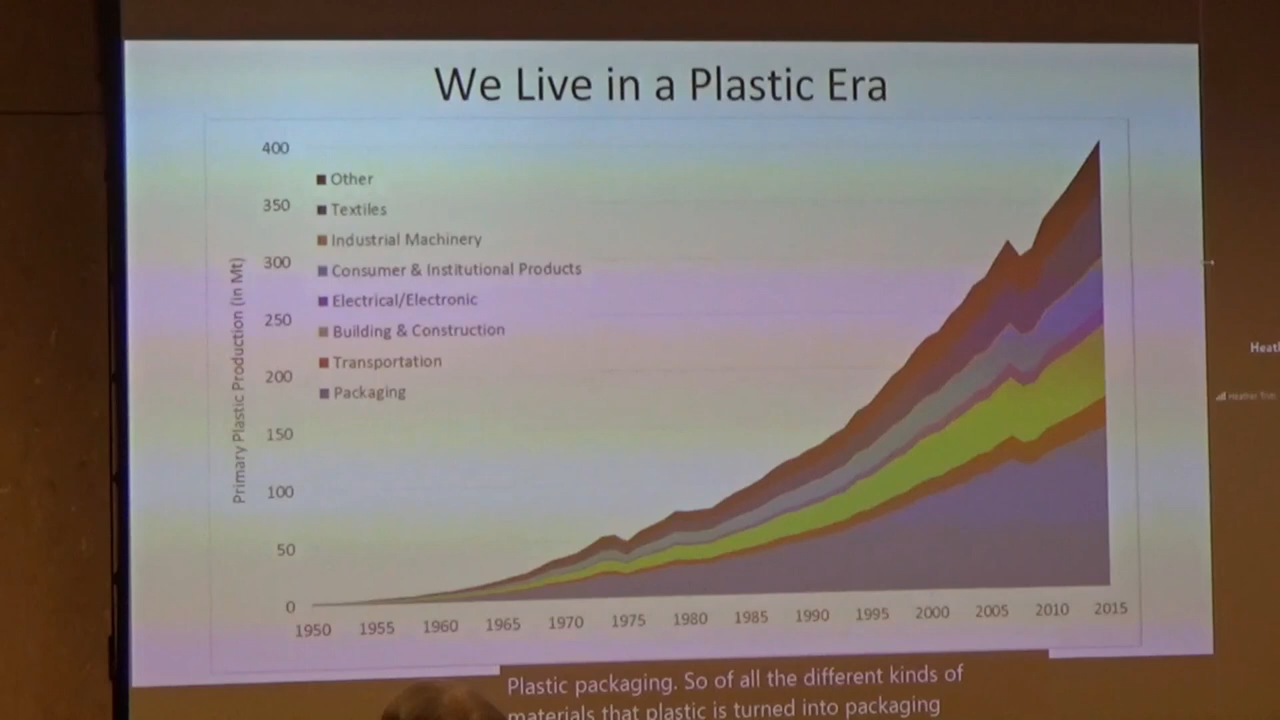 We Live in a Plastic Era
400
350
300
250
200
150
100
50
0
Primary Plastic Production (in Mt)
Other
Textiles
Industrial Machinery
Consumer & Institutional Products
Electrical/Electronic
Building & Construction
Transportation
Packaging
1950 1955 1960 1965 1970 1975 1980 1985 1990 1995 2000 2005 2010 2015
Plastic packaging. So of all the different kinds of
materials that plastic is turned into packaging
Heath